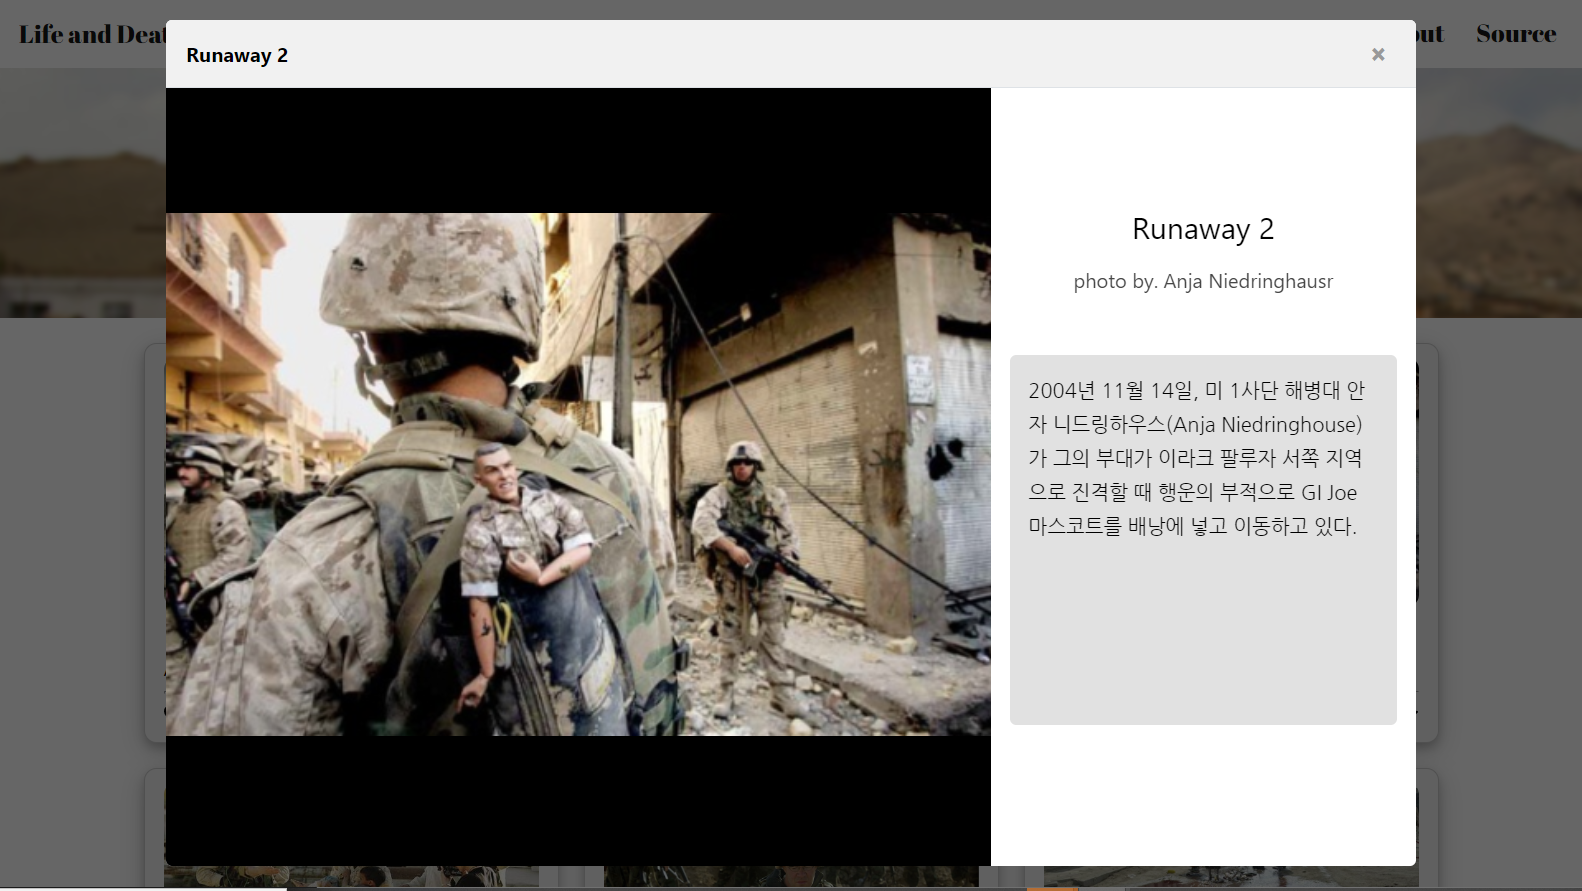 Life and Deat
out
Source
Runaway 2
×
Runaway 2
photo by. Anja Niedringhausr
2004년 11월 14일, 미 1사단 해병대 안
자 니드링하우스(Anja Niedringhouse)
가 그의 부대가 이라크 팔루자 서쪽 지역
으로 진격할 때 행운의 부적으로 GI Joe
마스코트를 배낭에 넣고 이동하고 있다.